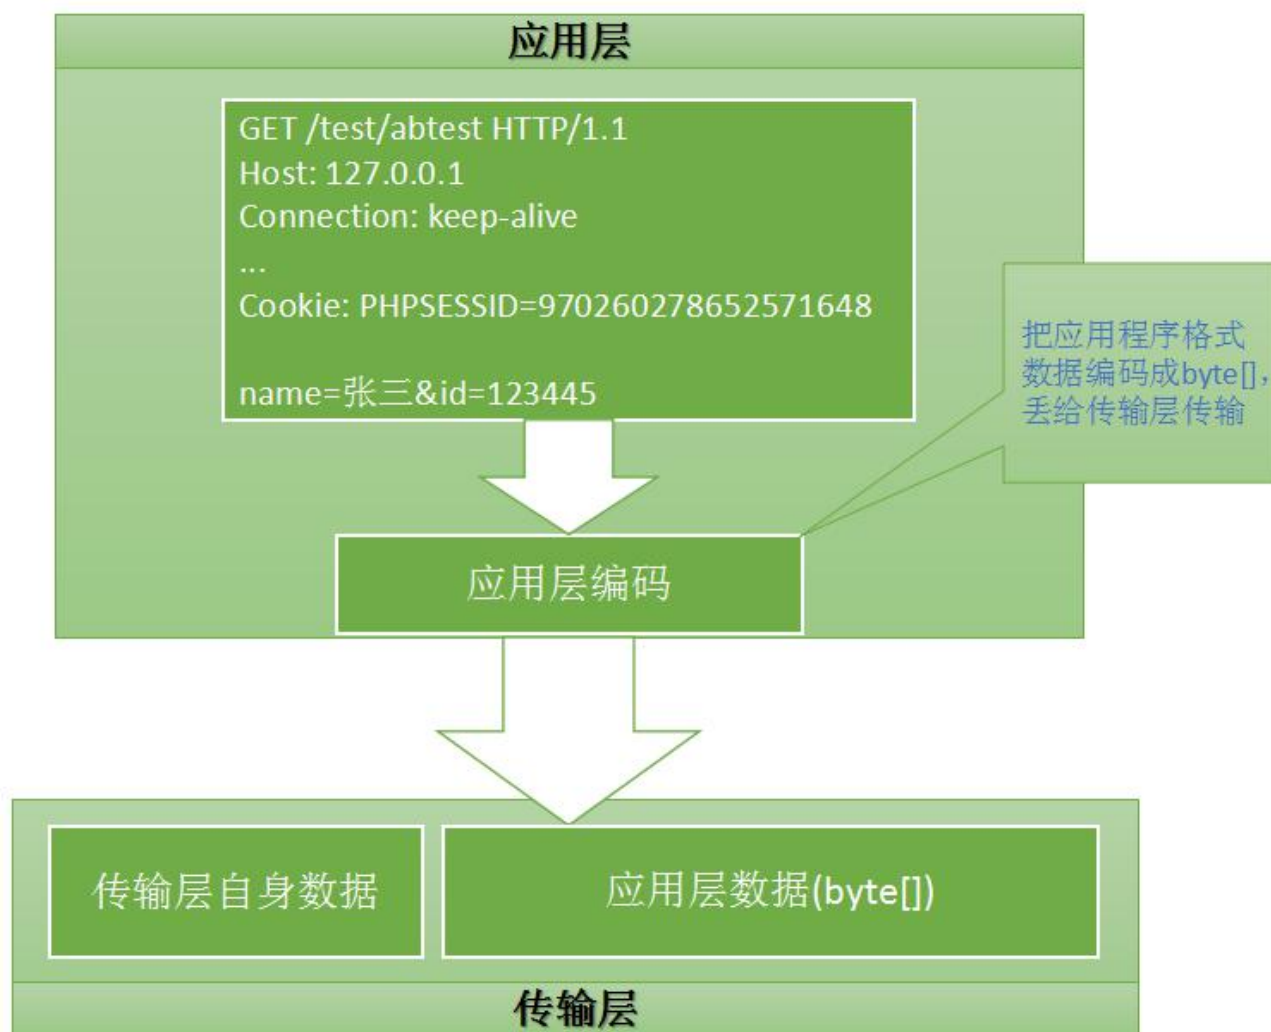 应用层
GET /test/abtest HTTP/1.1
Host: 127.0.0.1
Connection: keep-alive
...
Cookie: PHPSESSID=970260278652571648
name=张三&id=123445
把应用程序格式
数据编码成byte[]，
丢给传输层传输
应用层编码
传输层自身数据
应用层数据(byte[])
传输层